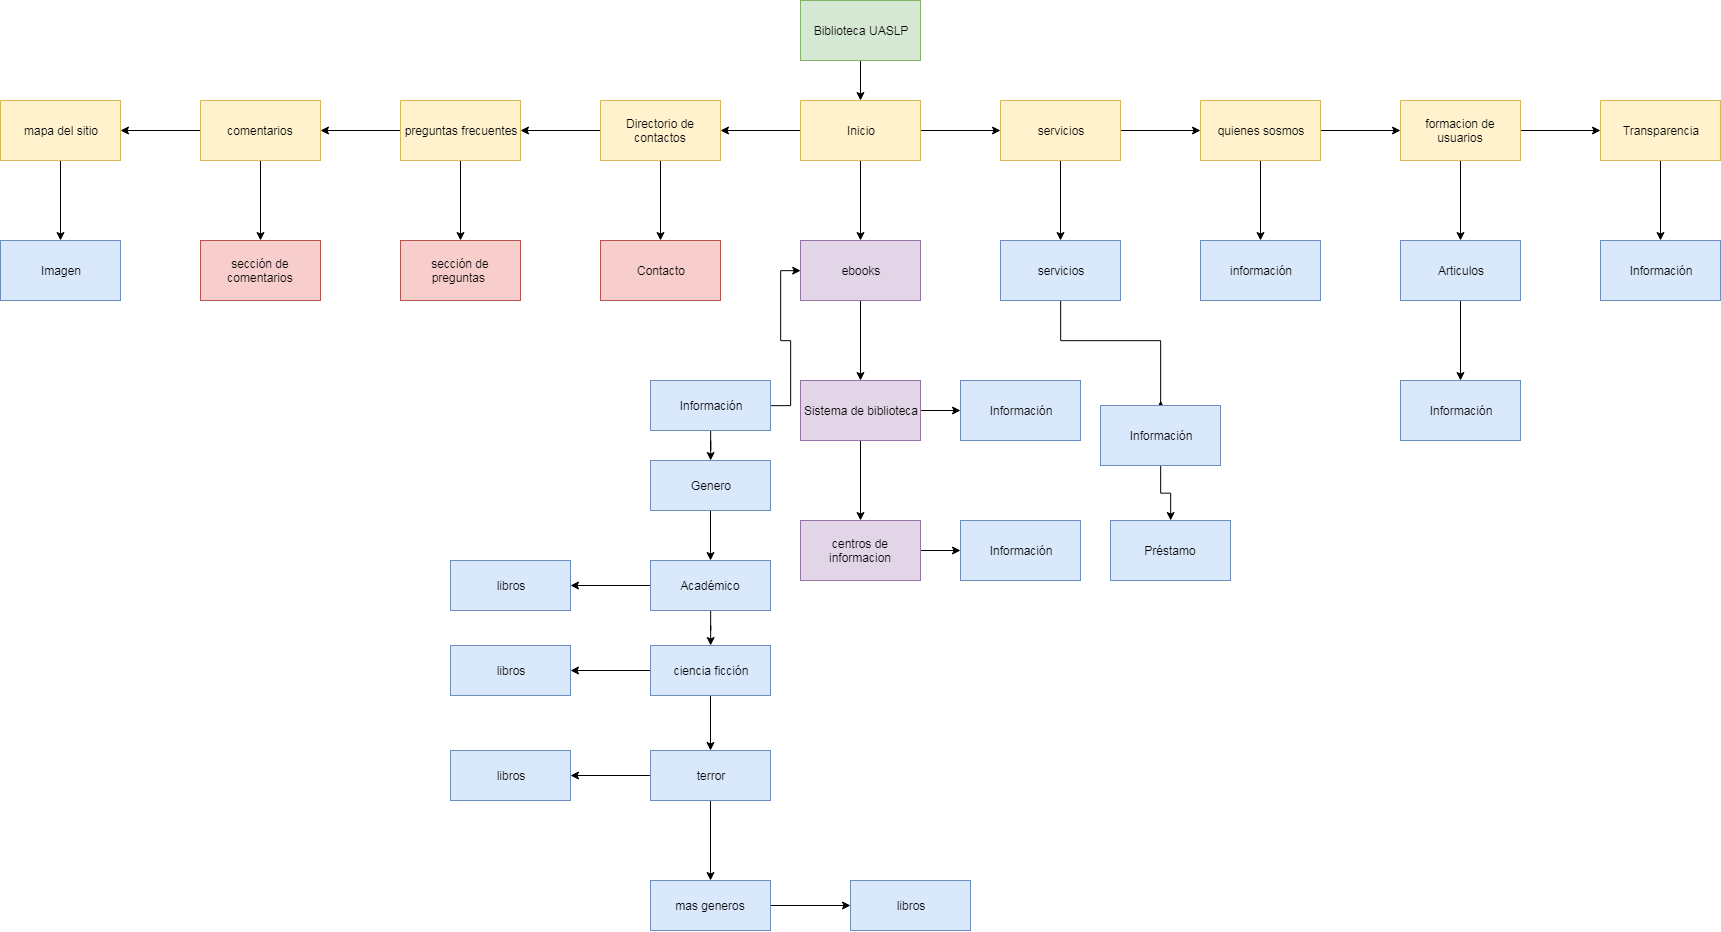 Biblioteca UASLP
mapa del sitio
comentarios
preguntas frecuentes
Directorio de
contactos
Inicio
servicios
quienes sosmos
formacion de
usuarios
Transparencia
Imagen
sección de
comentarios
sección de
preguntas
Contacto
ebooks
servicios
información
Articulos
Información
Información
Sistema de biblioteca
Información
Información
Información
Genero
centros de
informacion
Información
Préstamo
libros
Académico
libros
ciencia ficción
libros
terror
mas generos
libros